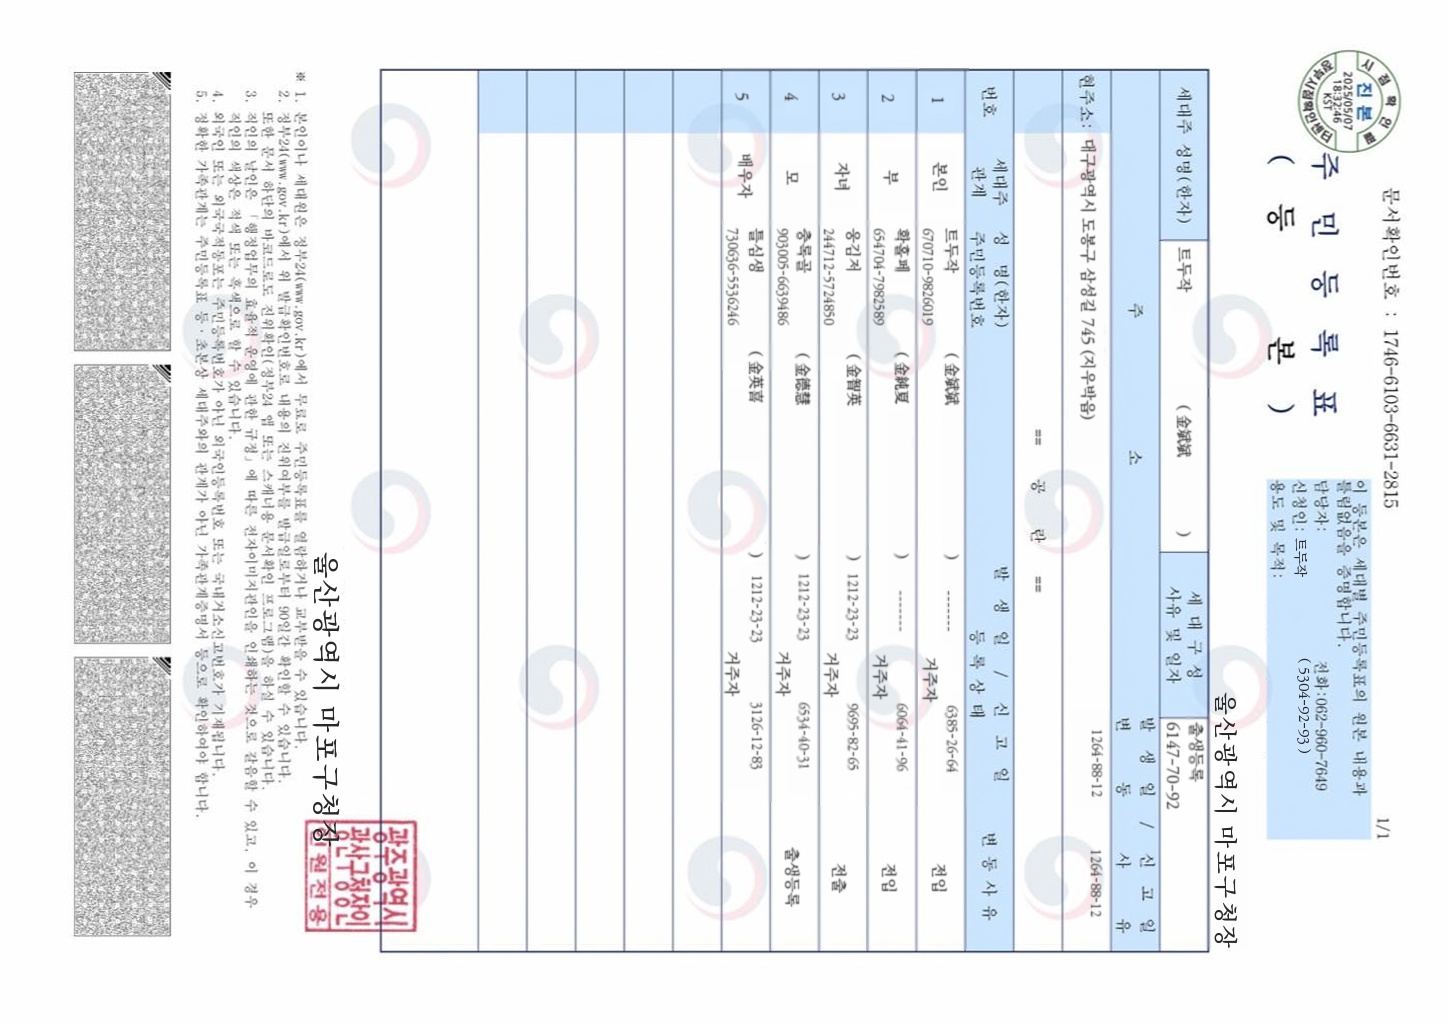 문서확인번호 : 1746-6103-6631-2815
1/1
시점확인필
진본
2025/05/07
18:32:46
KST
주 민 등 록 표
( 등 본 )
이 등본은 세대별 주민등록표의 원본 내용과
틀림없음을 증명합니다.
담당자: 전화:062-960-7649
신청인: 트두작 (5304-92-93)
용도 및 목적:
울산광역시 마포구청장
세대주 성명(한자) 트두작 (金斌斌 ) 세 대 구 성 사유 및 일자 출생등록
6147-70-92
주 소 발 생 일 / 신 고 일
변 동 사 유
현주소: 대구광역시 도봉구 삼성길 745 (지우박음) 1264-88-12 1264-88-12
== 공 란 ==
번호 세대주 관계 성 명(한자) 주민등록번호 발 생 일 / 신 고 일 등 록 상 태 변 동 사 유
1 본인 트두작 (金斌斌 ) ------- 6385-26-64 전입
670710-9826019 거주자
2 부 확흘페 (金純夏 ) ------- 6064-41-96 전입
654704-7982589 거주자
3 자녀 옹김저 (金智英 ) 1212-23-23 9695-82-65 전출
244712-5724850 거주자
4 모 충록골 (金德慧 ) 1212-23-23 6534-40-31 출생등록
903005-6639486 거주자
5 배우자 틀심생 (金英喜 ) 1212-23-23 3126-12-83
730636-5536246 거주자
울산광역시 마포구청장
광주광역시
광산구청장인
민원전용
※ 1. 본인이나 세대원은 정부24(www.gov.kr)에서 무료로 주민등록표를 열람하거나 교부받을 수 있습니다.
2. 정부24(www.gov.kr)에서 위 발급확인번호로 내용의 진위여부를 발급일로부터 90일간 확인할 수 있습니다.
또한 문서 하단의 바코드로도 진위확인(정부24 앱 또는 스캐너용 문서확인 프로그램)을 하실 수 있습니다.
3. 직인의 날인은 「행정업무의 효율적 운영에 관한 규정」에 따른 전자이미지관인을 인쇄하는 것으로 갈음할 수 있고, 이 경우
직인의 색상은 적색 또는 흑색으로 할 수 있습니다.
4. 외국인 또는 외국국적동포는 주민등록번호가 아닌 외국인등록번호 또는 국내거소신고번호가 기재됩니다.
5. 정확한 가족관계는 주민등록표 등·초본상 세대주와의 관계가 아닌 가족관계증명서 등으로 확인하여야 합니다.